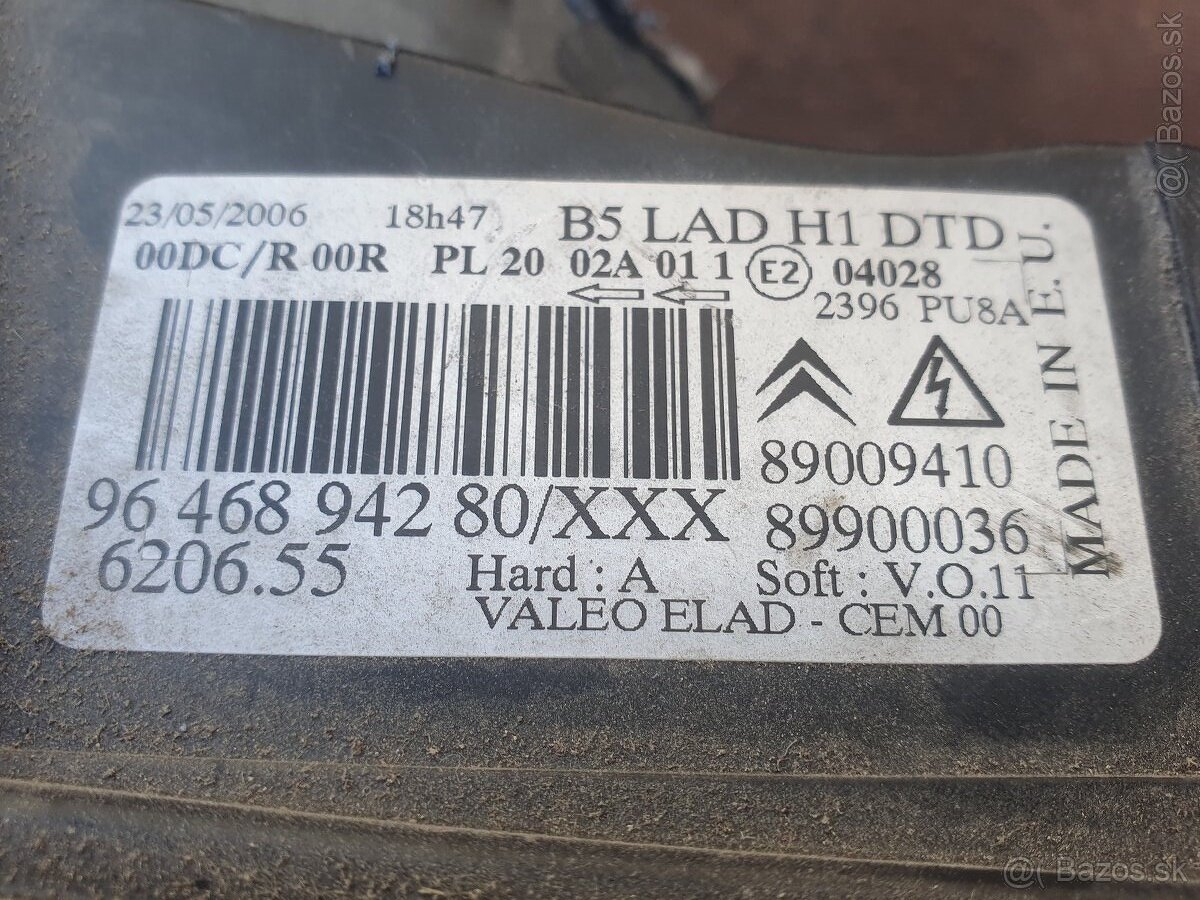 23/05/2006 18h47 B5 LAD H1 DTD
00DC/R 00R PL 20 02A 01 1 E2 04028
2396 PU8A
MADE IN E.U.
89009410
96 468 942 80/XXX 89900036
6206.55 Hard : A Soft : V.O.11
VALEO ELAD - CEM 00
@( Bazos.sk
@( Bazos.sk